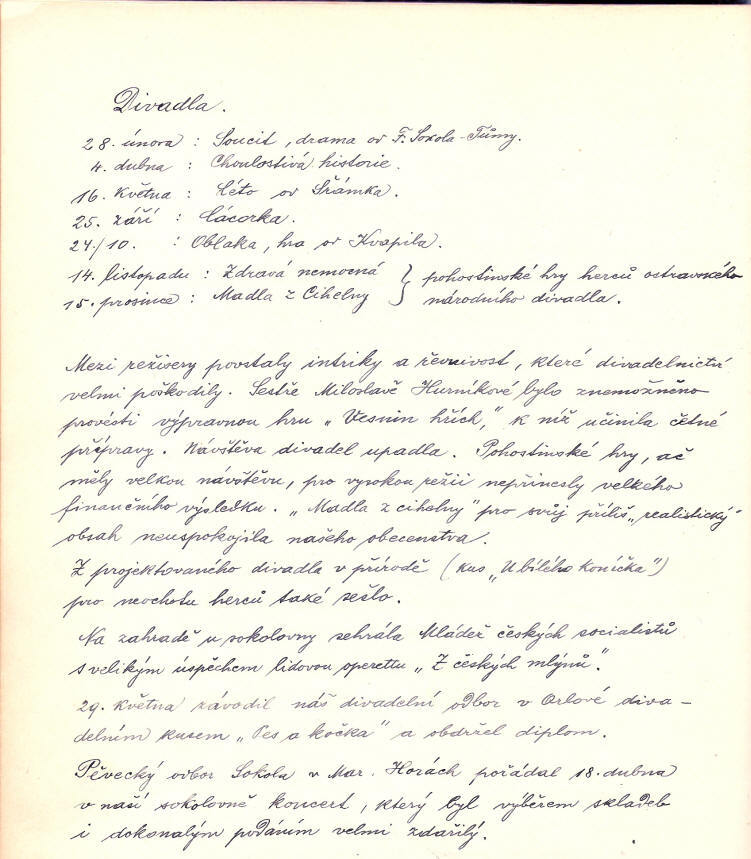 Divadla.
28. února : Soucit, drama od F. Sokola-Tůmy.
4. dubna : Choulostivá historie.
16. května : Léto od Šrámka.
25. září : Cácorka.
24/10. : Oblaka, hra od Kvapila.
14. listopadu : Zdravá nemocná } pohostinské hry herců ostravského
15. prosince : Madla z Cihelny } národního divadla.
Mezi režisery povstaly intriky a řevnivost, které divadelnictví
velmi poškodily. Sestře Miloslavě Hurníkové bylo znemožněno
provésti výpravnou hru „Vesnin hřích," k níž učinila četné
přípravy. Návštěva divadel upadla. Pohostinské hry, ač
měly velkou návštěvu, pro vysokou režii nepřinesly velkého
finančního výsledku. „Madla z cihelny" pro svůj příliš „realistický"
obsah neuspokojila našeho obecenstva.
Z projektovaného divadla v přírodě (kus „U bílého koníčka")
pro neochotu herců také sešlo.
Na zahradě u sokolovny sehrála Mládež českých socialistů
s velikým úspěchem lidovou operettu „Z českých mlýnů".
29. května závodil náš divadelní odbor v Orlové diva-
delním kusem „Pes a kočka" a obdržel diplom.
Pěvecký odbor Sokola v Mar. Horách pořádal 18. dubna
v naší sokolovně koncert, který byl výběrem skladeb
i dokonalým podáním velmi zdařilý.